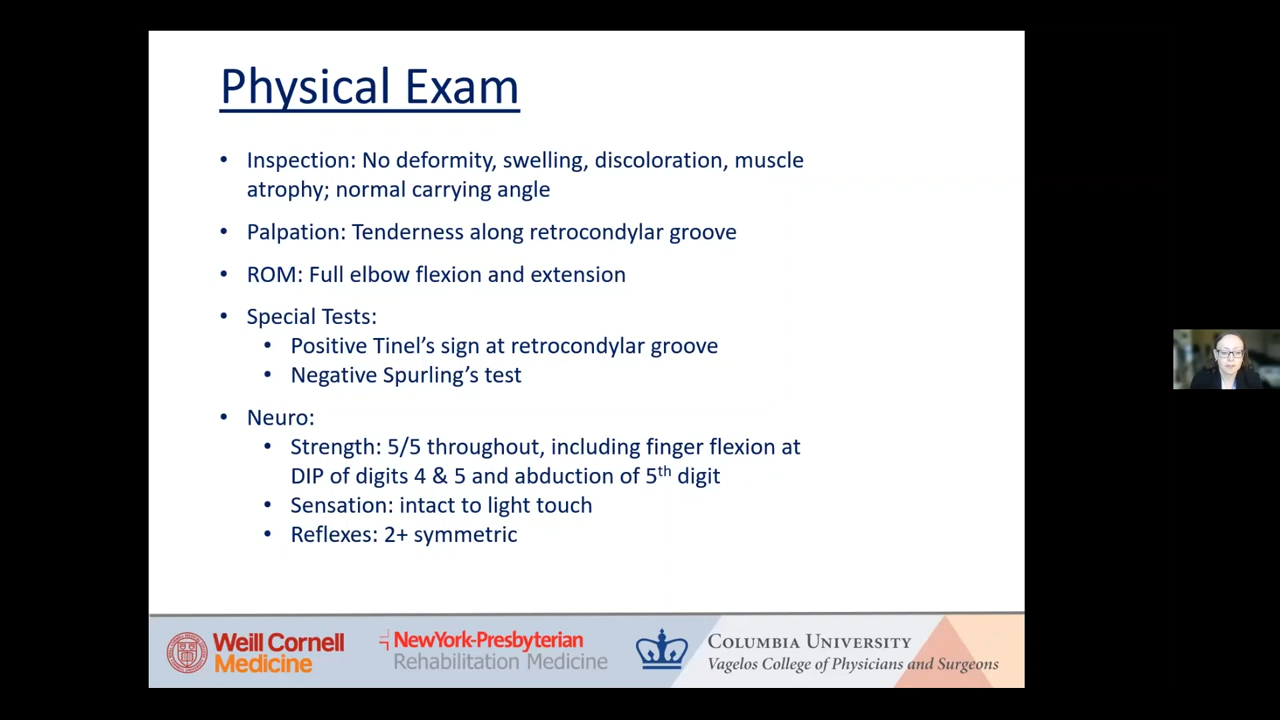 Physical Exam
• Inspection: No deformity, swelling, discoloration, muscle
atrophy; normal carrying angle
• Palpation: Tenderness along retrocondylar groove
• ROM: Full elbow flexion and extension
• Special Tests:
• Positive Tinel’s sign at retrocondylar groove
• Negative Spurling’s test
• Neuro:
• Strength: 5/5 throughout, including finger flexion at
DIP of digits 4 & 5 and abduction of 5th digit
• Sensation: intact to light touch
• Reflexes: 2+ symmetric
Weill Cornell
Medicine
NewYork-Presbyterian
Rehabilitation Medicine
COLUMBIA UNIVERSITY
Vagelos College of Physicians and Surgeons